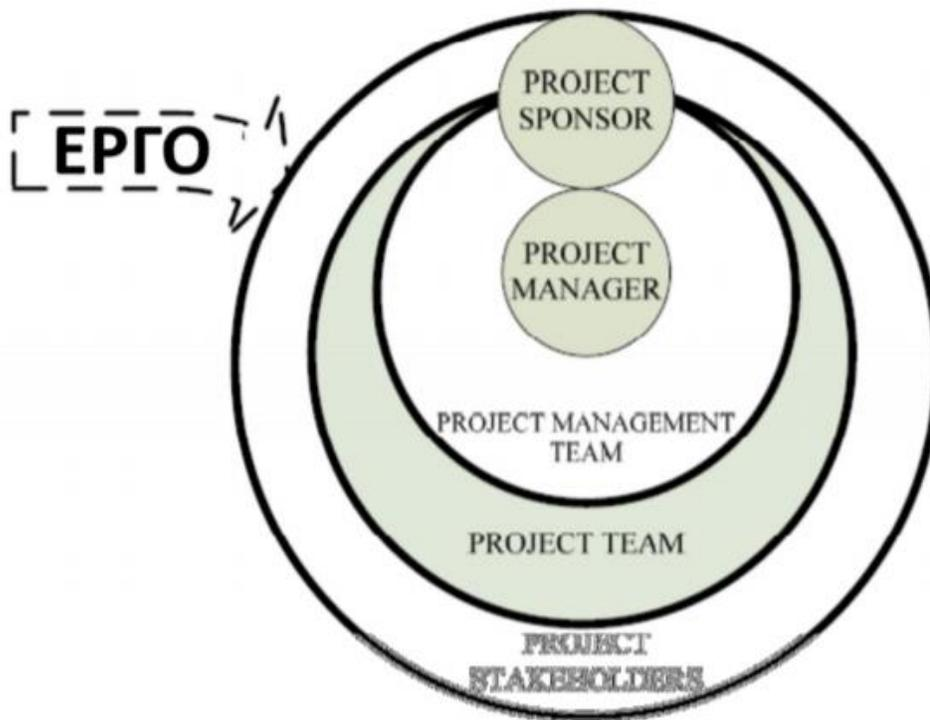 PROJECT
SPONSOR
ΕΡΓΟ
PROJECT
MANAGER
PROJECT MANAGEMENT
TEAM
PROJECT TEAM
PROJECT
STAKEHOLDERS